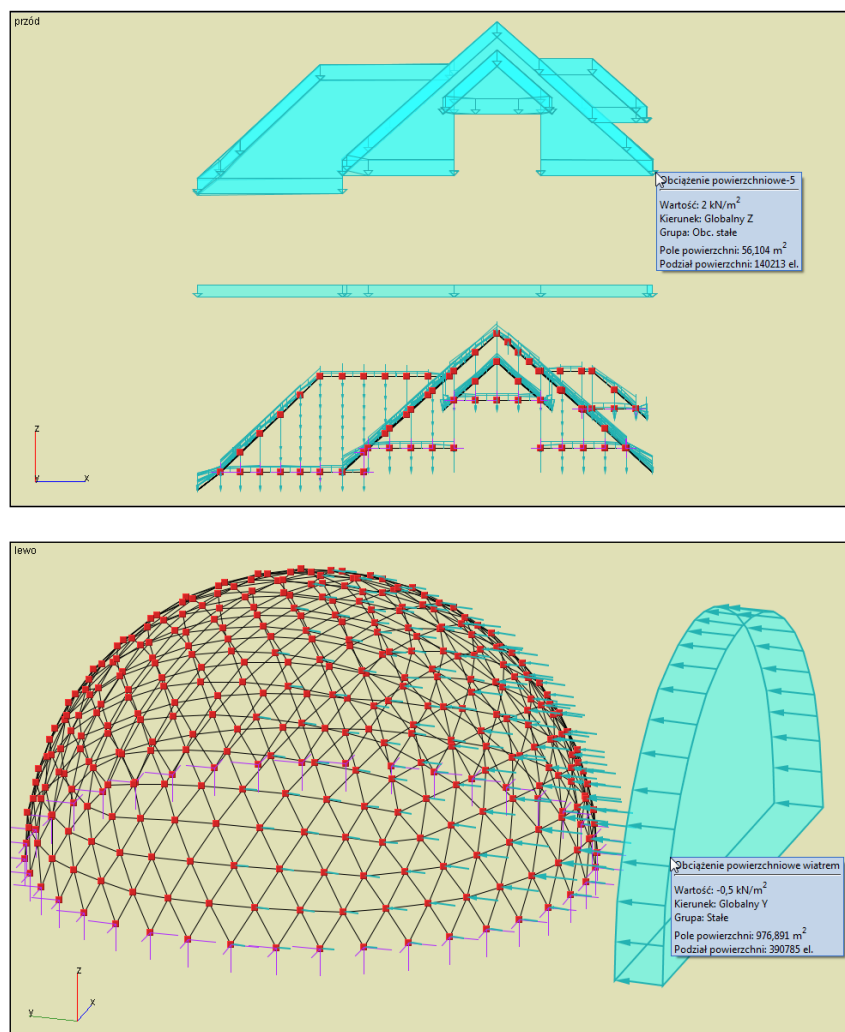 przód
Obciążenie powierzchniowe-5
Wartość: 2 kN/m²
Kierunek: Globalny Z
Grupa: Obc. stałe
Pole powierzchni: 56,104 m²
Podział powierzchni: 140213 el.
z
y x
lewo
Obciążenie powierzchniowe wiatrem
Wartość: -0,5 kN/m²
Kierunek: Globalny Y
Grupa: Stałe
Pole powierzchni: 976,891 m²
Podział powierzchni: 390785 el.
z
x
y